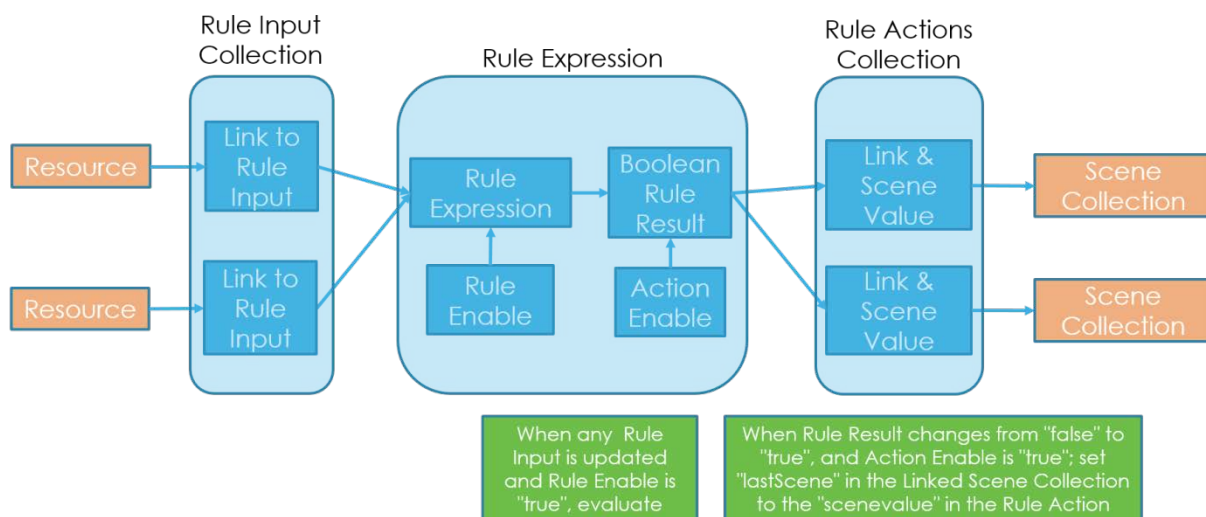 Rule Input
Collection
Rule Expression
Rule Actions
Collection
Resource
Link to
Rule
Input
Rule
Expression
Boolean
Rule
Result
Link &
Scene
Value
Scene
Collection
Resource
Link to
Rule
Input
Rule
Enable
Action
Enable
Link &
Scene
Value
Scene
Collection
When any Rule
Input is updated
and Rule Enable is
"true", evaluate
When Rule Result changes from "false" to
"true", and Action Enable is "true"; set
"lastScene" in the Linked Scene Collection
to the "scenevalue" in the Rule Action